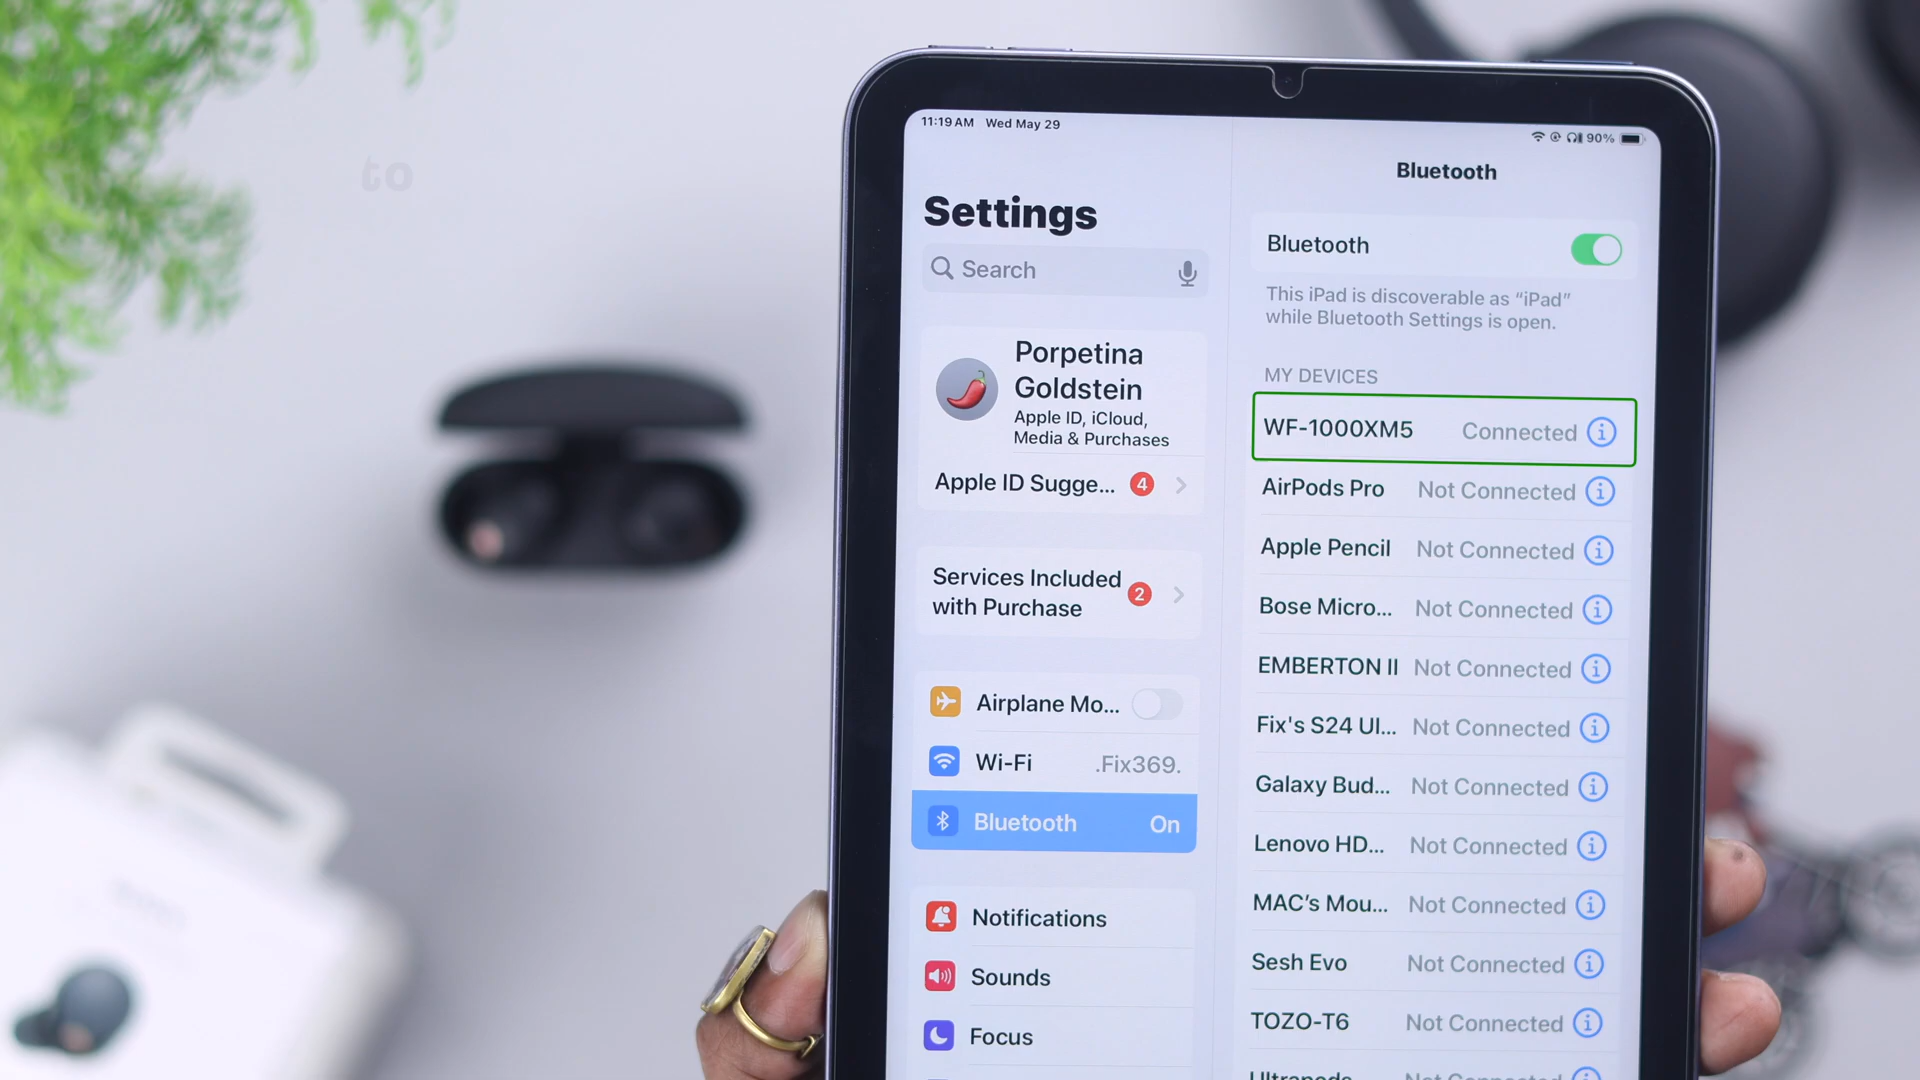 to
11:19 AM Wed May 29
90%
Settings
Search
Porpetina
Goldstein
Apple ID, iCloud,
Media & Purchases
Apple ID Sugge... 4
Services Included
with Purchase
2
Airplane Mo...
Wi-Fi .Fix369.
Bluetooth On
Notifications
Sounds
Focus
Bluetooth
Bluetooth
This iPad is discoverable as “iPad”
while Bluetooth Settings is open.
MY DEVICES
WF-1000XM5 Connected
AirPods Pro Not Connected
Apple Pencil Not Connected
Bose Micro... Not Connected
EMBERTON II Not Connected
Fix's S24 Ul... Not Connected
Galaxy Bud... Not Connected
Lenovo HD... Not Connected
MAC’s Mou... Not Connected
Sesh Evo Not Connected
TOZO-T6 Not Connected